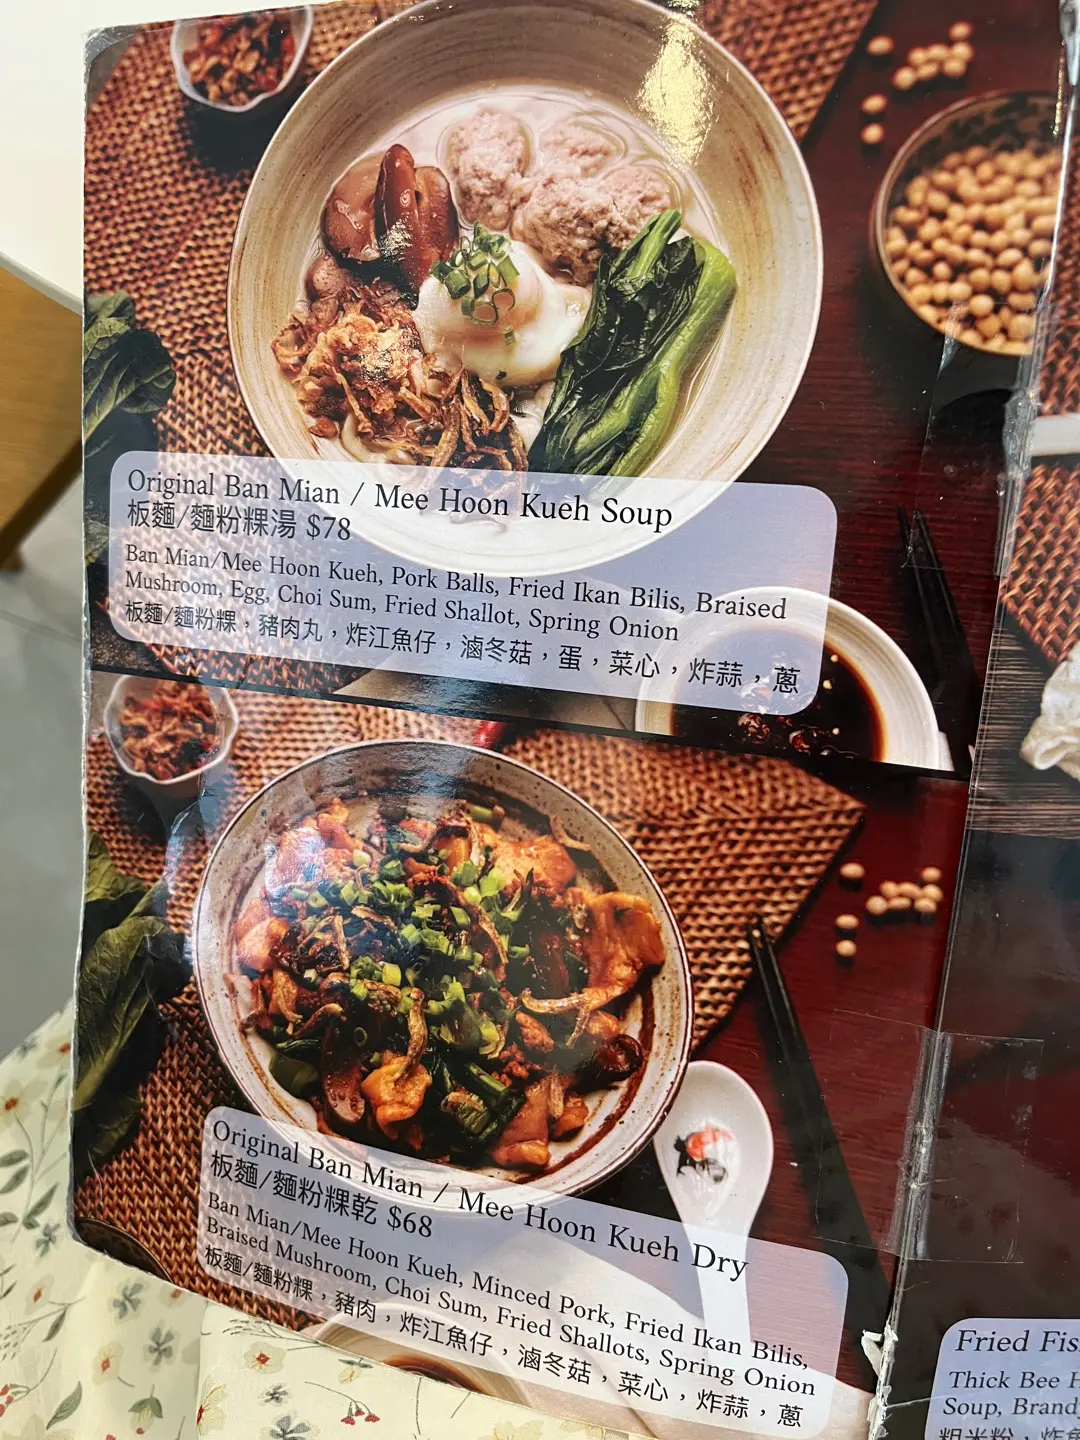 Original Ban Mian / Mee Hoon Kueh Soup
板麵/麵粉粿湯 $78
Ban Mian/Mee Hoon Kueh, Pork Balls, Fried Ikan Bilis, Braised
Mushroom, Egg, Choi Sum, Fried Shallot, Spring Onion
板麵/麵粉粿，豬肉丸，炸江魚仔，滷冬菇，蛋，菜心，炸蒜，蔥
Original Ban Mian / Mee Hoon Kueh Dry
板麵/麵粉粿乾 $68
Ban Mian/Mee Hoon Kueh, Minced Pork, Fried Ikan Bilis,
Braised Mushroom, Choi Sum, Fried Shallots, Spring Onion
板麵/麵粉粿，豬肉，炸江魚仔，滷冬菇，菜心，炸蒜，蔥
Fried Fis
Thick Bee H
Soup, Brand
粗米粉，炸魚